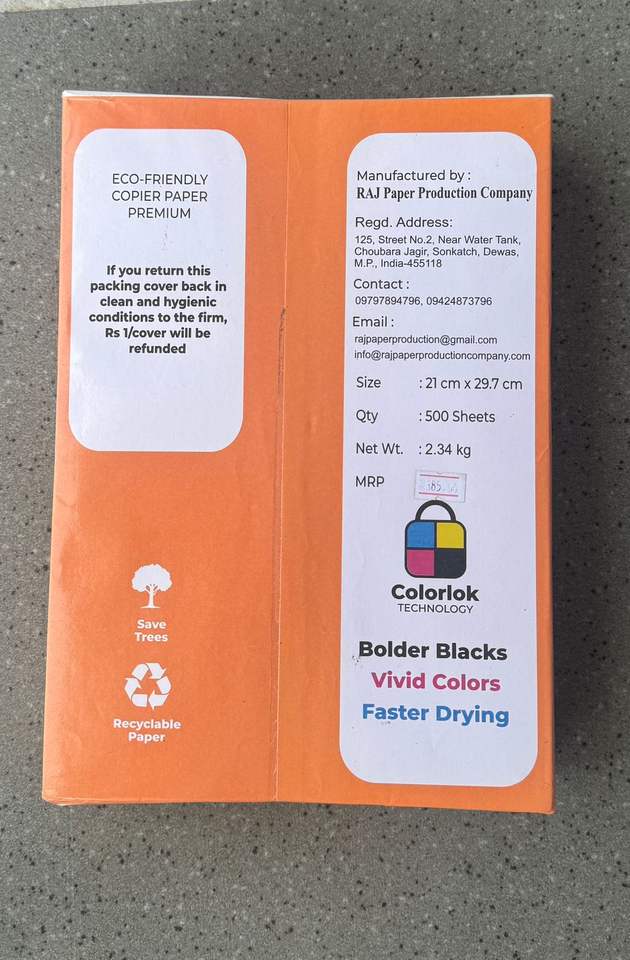 ECO-FRIENDLY
COPIER PAPER
PREMIUM
If you return this
packing cover back in
clean and hygienic
conditions to the firm,
Rs 1/cover will be
refunded
Save
Trees
Recyclable
Paper
Manufactured by :
RAJ Paper Production Company
Regd. Address:
125, Street No.2, Near Water Tank,
Choubara Jagir, Sonkatch, Dewas,
M.P., India-455118
Contact :
09797894796, 09424873796
Email :
rajpaperproduction@gmail.com
info@rajpaperproductioncompany.com
Size : 21 cm x 29.7 cm
Qty : 500 Sheets
Net Wt. : 2.34 kg
MRP
Colorlok
TECHNOLOGY
Bolder Blacks
Vivid Colors
Faster Drying